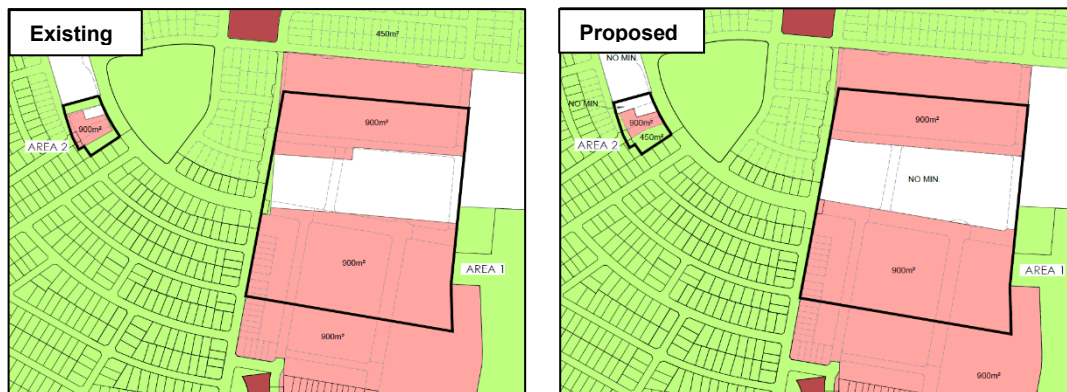 Existing
450m²
900m²
900m²
AREA 2
900m²
AREA 1
900m²
Proposed
NO MIN.
NO MIN.
900m²
450m²
AREA 2
900m²
NO MIN.
900m²
AREA 1
900m²